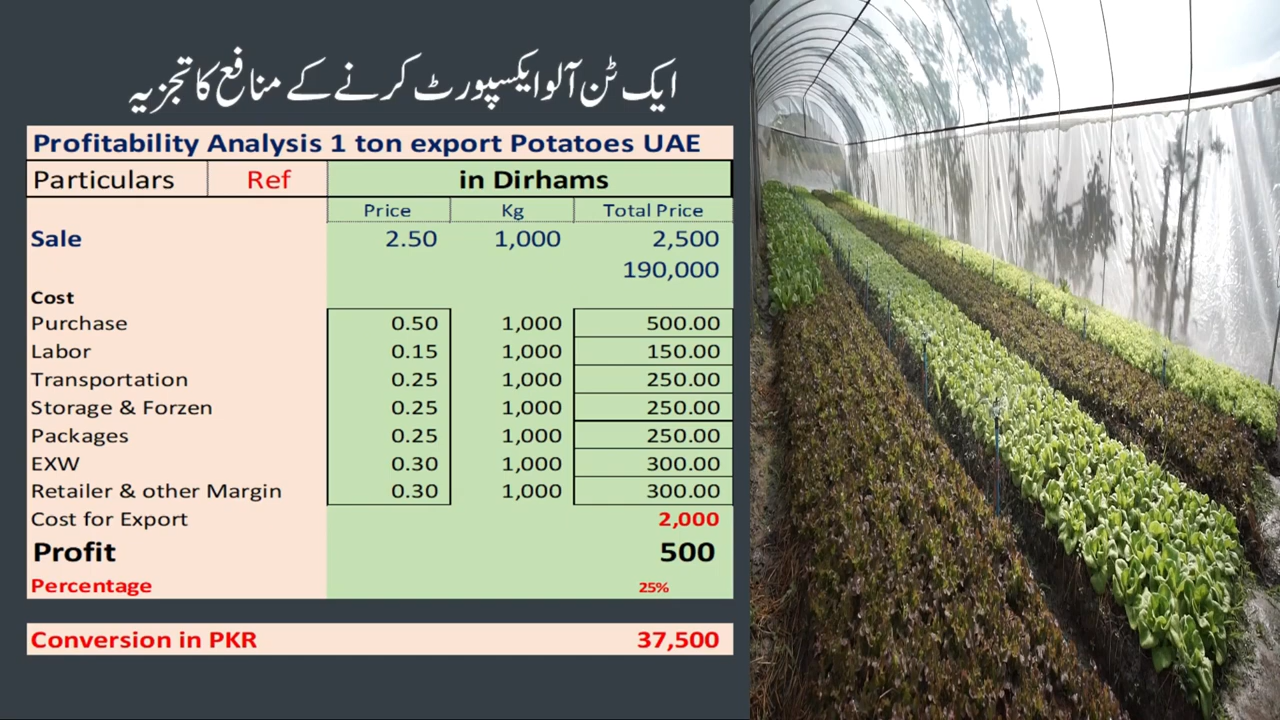 ایک ٹن آلو ایکسپورٹ کرنے کے منافع کا تجزیہ
Profitability Analysis 1 ton export Potatoes UAE
Particulars Ref in Dirhams
Price Kg Total Price
Sale 2.50 1,000 2,500
190,000
Cost
Purchase 0.50 1,000 500.00
Labor 0.15 1,000 150.00
Transportation 0.25 1,000 250.00
Storage & Forzen 0.25 1,000 250.00
Packages 0.25 1,000 250.00
EXW 0.30 1,000 300.00
Retailer & other Margin 0.30 1,000 300.00
Cost for Export 2,000
Profit 500
Percentage 25%
Conversion in PKR 37,500